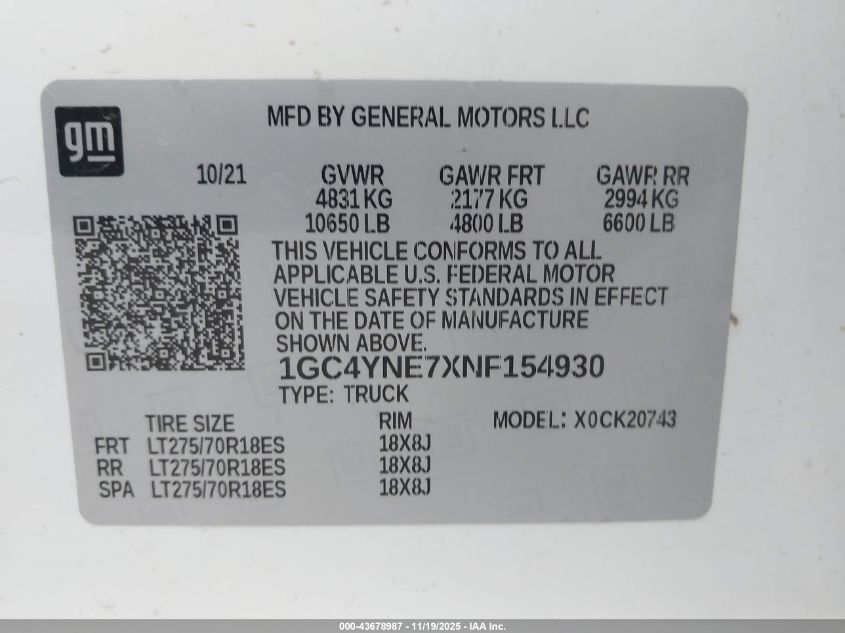 MFD BY GENERAL MOTORS LLC
gm
10/21 GVWR GAWR FRT GAWR RR
4831 KG 2177 KG 2994 KG
10650 LB 4800 LB 6600 LB
THIS VEHICLE CONFORMS TO ALL
APPLICABLE U.S. FEDERAL MOTOR
VEHICLE SAFETY STANDARDS IN EFFECT
ON THE DATE OF MANUFACTURE
SHOWN ABOVE.
1GC4YNE7XNF154930
TYPE: TRUCK
TIRE SIZE RIM MODEL: X0CK20743
FRT LT275/70R18ES 18X8J
RR LT275/70R18ES 18X8J
SPA LT275/70R18ES 18X8J
000-43678987 - 11/19/2025 - IAA Inc.